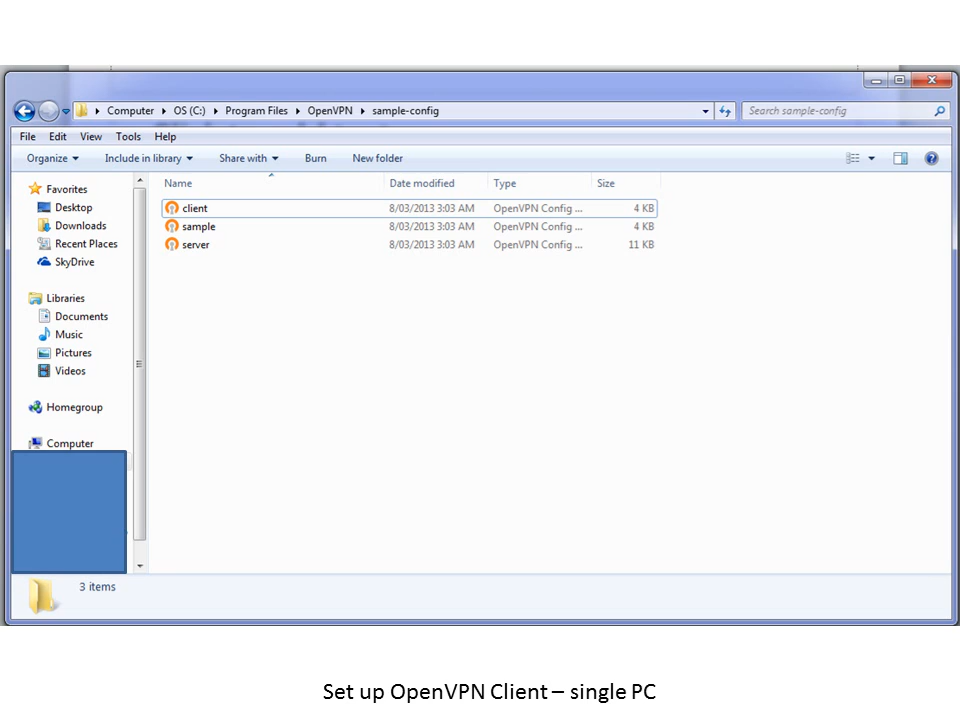 Computer OS (C:) Program Files OpenVPN sample-config
Search sample-config
File Edit View Tools Help
Organize Include in library Share with Burn New folder
Name Date modified Type Size
Favorites
Desktop
Downloads
Recent Places
SkyDrive
Libraries
Documents
Music
Pictures
Videos
Homegroup
Computer
client 8/03/2013 3:03 AM OpenVPN Config ... 4 KB
sample 8/03/2013 3:03 AM OpenVPN Config ... 4 KB
server 8/03/2013 3:03 AM OpenVPN Config ... 11 KB
3 items
Set up OpenVPN Client – single PC